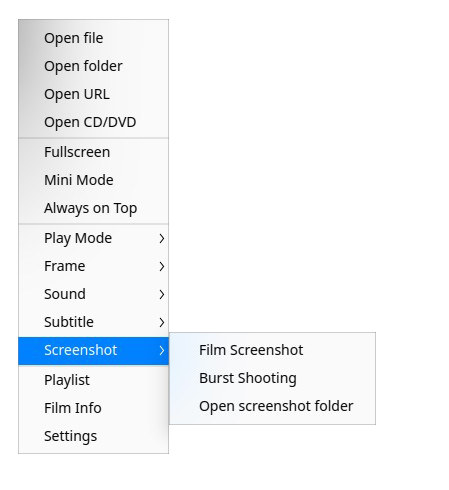 Open file
Open folder
Open URL
Open CD/DVD
Fullscreen
Mini Mode
Always on Top
Play Mode
Frame
Sound
Subtitle
Screenshot
Film Screenshot
Burst Shooting
Open screenshot folder
Playlist
Film Info
Settings